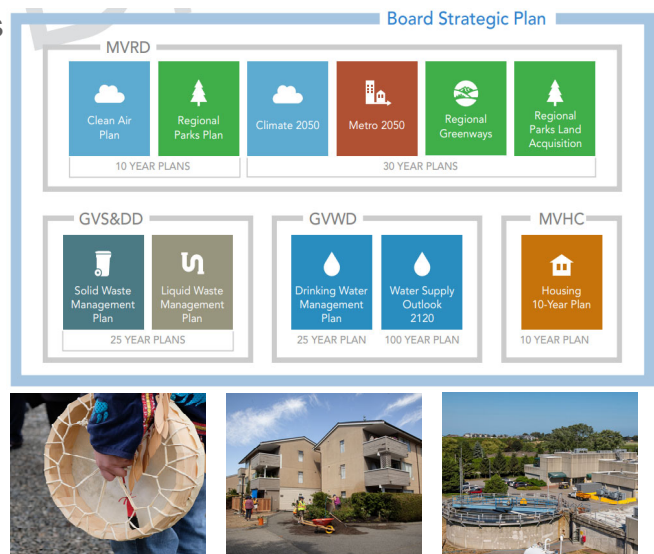 Board Strategic Plan
MVRD
Clean Air
Plan
Regional
Parks Plan
Climate 2050
Metro 2050
Regional
Greenways
Regional
Parks Land
Acquisition
10 YEAR PLANS
30 YEAR PLANS
GVS&DD
Solid Waste
Management
Plan
Liquid Waste
Management
Plan
25 YEAR PLANS
GVWD
Drinking Water
Management
Plan
Water Supply
Outlook
2120
25 YEAR PLAN
100 YEAR PLAN
MVHC
Housing
10-Year Plan
10 YEAR PLAN